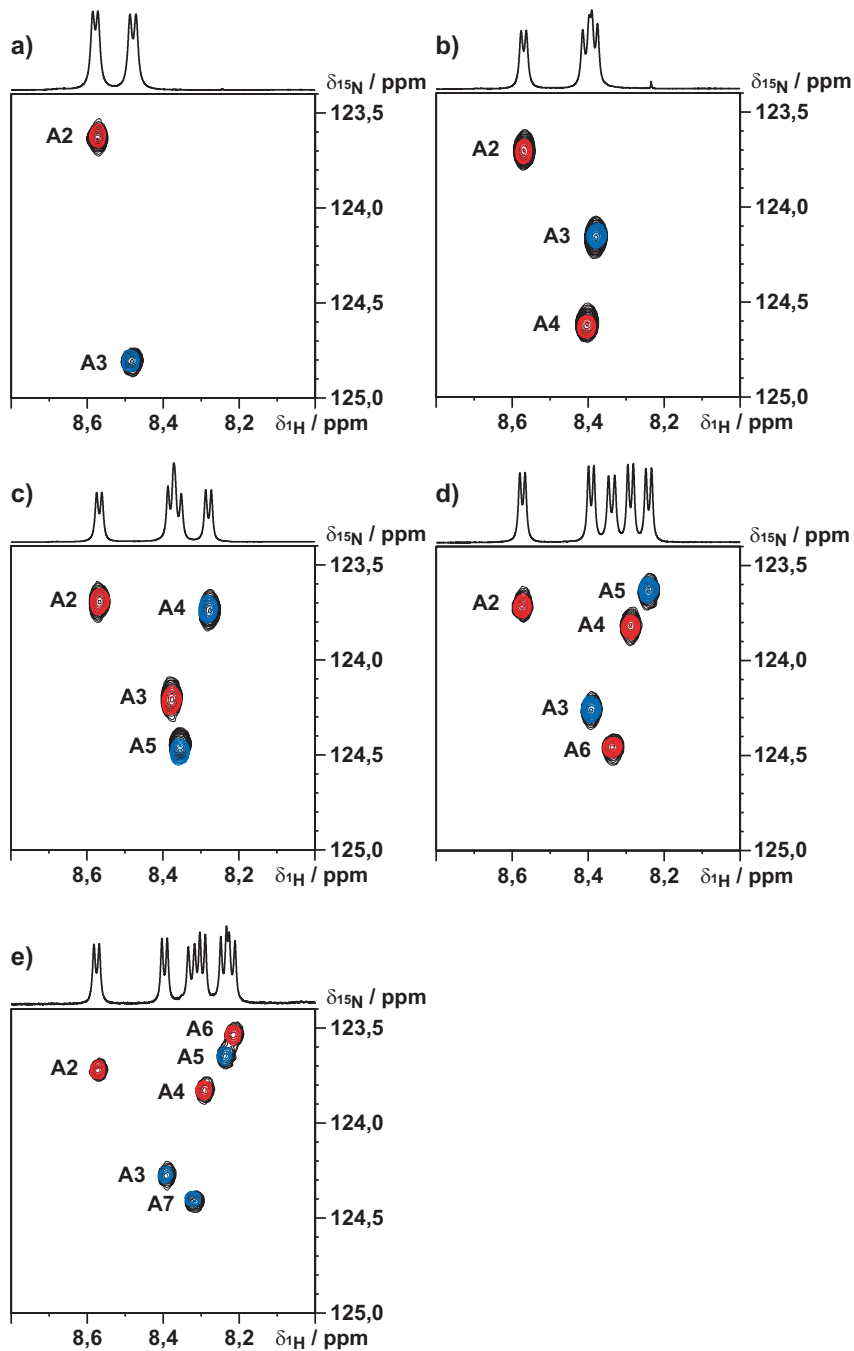 a)
δ15N / ppm
123,5
A2
124,0
124,5
A3
125,0
8,6 8,4 8,2 δ1H / ppm
b)
δ15N / ppm
123,5
A2
124,0
A3
A4
124,5
125,0
8,6 8,4 8,2 δ1H / ppm
c)
δ15N / ppm
123,5
A2 A4
124,0
A3
A5
124,5
125,0
8,6 8,4 8,2 δ1H / ppm
d)
δ15N / ppm
123,5
A5
A2
A4
124,0
A3
A6
124,5
125,0
8,6 8,4 8,2 δ1H / ppm
e)
δ15N / ppm
123,5
A6
A5
A2
A4
124,0
A3
A7
124,5
125,0
8,6 8,4 8,2 δ1H / ppm